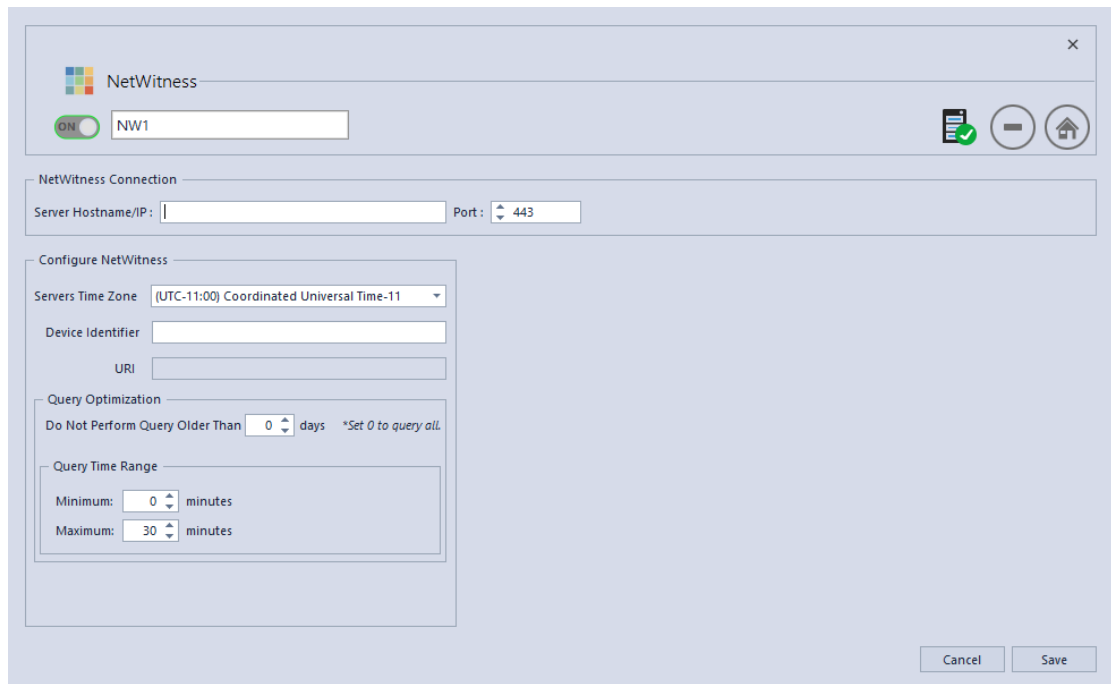 NetWitness
ON
NW1
NetWitness Connection
Server Hostname/IP : Port : 443
Configure NetWitness
Servers Time Zone (UTC-11:00) Coordinated Universal Time-11
Device Identifier
URI
Query Optimization
Do Not Perform Query Older Than 0 days *Set 0 to query all.
Query Time Range
Minimum: 0 minutes
Maximum: 30 minutes
Cancel Save